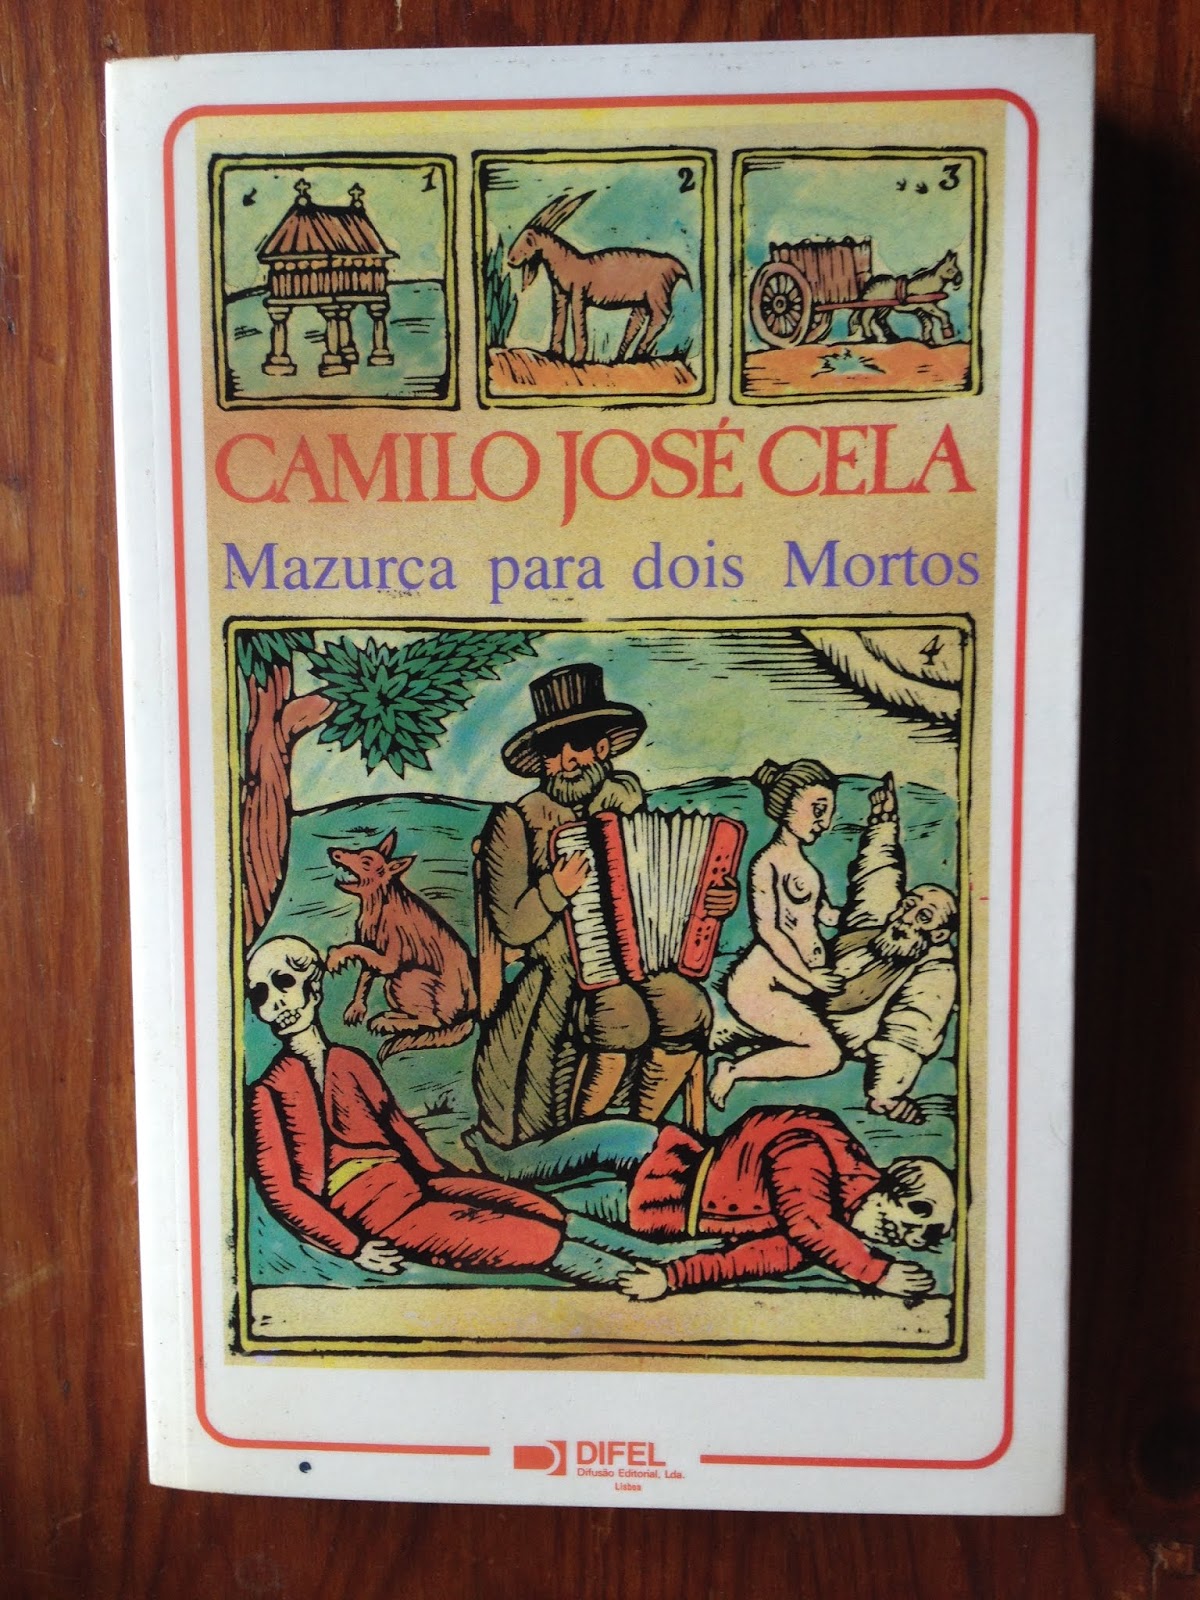 1
2
3
CAMILO JOSÉ CELA
Mazurca para dois Mortos
4
DIFEL
Difusão Editorial, Lda.
Lisboa